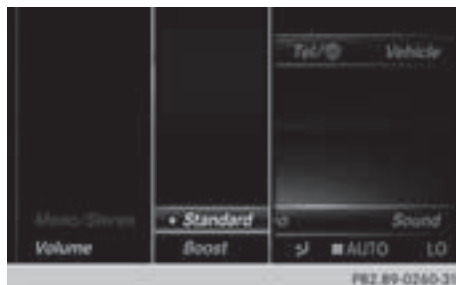 Tel/ Vehicle
Mono/Stereo • Standard Sound
Volume Boost AUTO LO
P82.89-0260-31